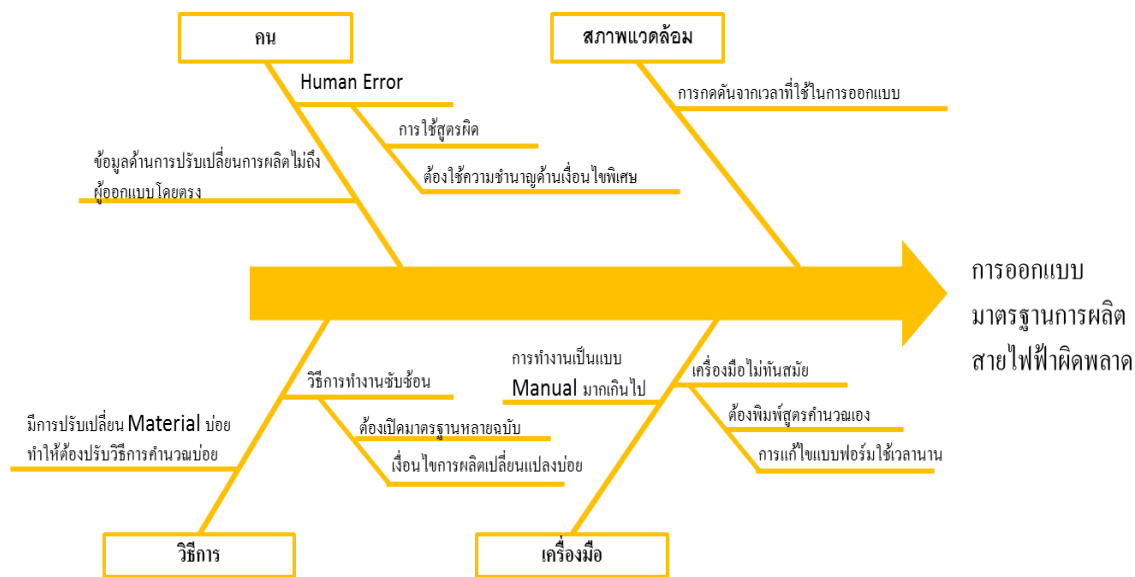 คน
สภาพแวดล้อม
Human Error
การกดดันจากเวลาที่ใช้ในการออกแบบ
การใช้สูตรผิด
ข้อมูลด้านการปรับเปลี่ยนการผลิตไม่ถึง
ผู้ออกแบบโดยตรง
ต้องใช้ความชำนาญด้านเงื่อนไขพิเศษ
การออกแบบ
มาตรฐานการผลิต
สายไฟฟ้าผิดพลาด
วิธีการทำงานซับซ้อน
การทำงานเป็นแบบ
Manual มากเกินไป
เครื่องมือไม่ทันสมัย
มีการปรับเปลี่ยน Material บ่อย
ทำให้ต้องปรับวิธีการคำนวณบ่อย
ต้องเปิดมาตรฐานหลายฉบับ
เงื่อนไขการผลิตเปลี่ยนแปลงบ่อย
ต้องพิมพ์สูตรคำนวณเอง
การแก้ไขแบบฟอร์มใช้เวลานาน
วิธีการ
เครื่องมือ